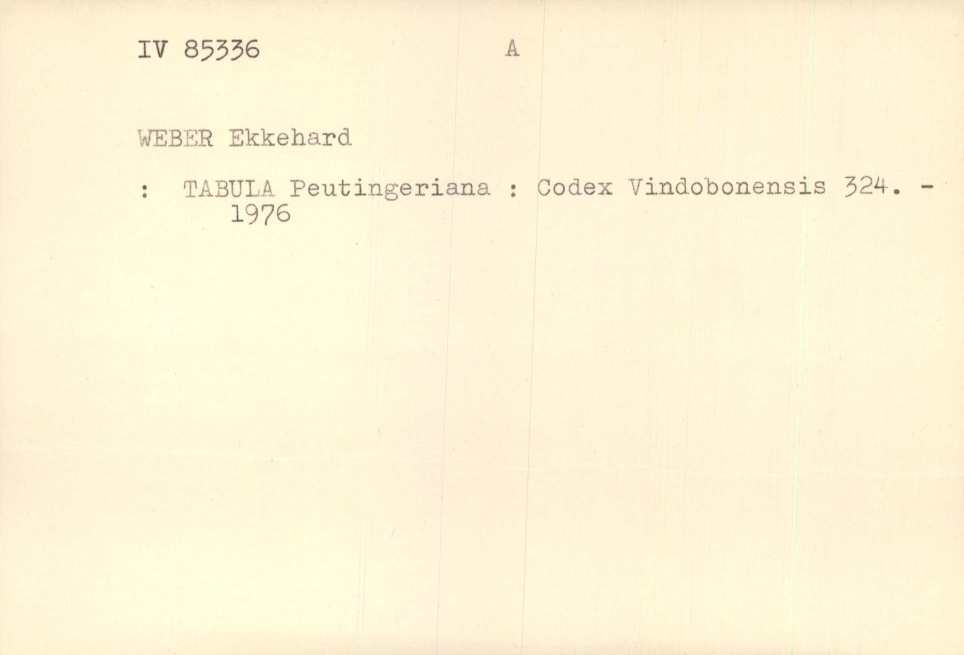 IV 85336 A
WEBER Ekkehard
: TABULA Peutingeriana : Codex Vindobonensis 324. -
1976